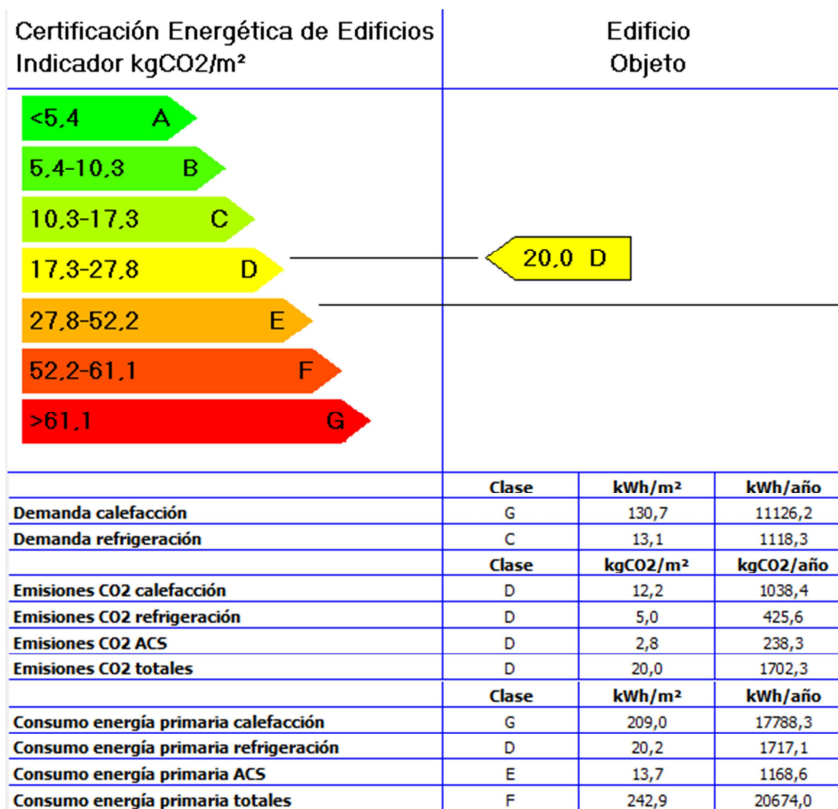 Certificación Energética de Edificios
Indicador kgCO2/m²
Edificio
Objeto
<5,4 A
5,4-10,3 B
10,3-17,3 C
17,3-27,8 D
20,0 D
27,8-52,2 E
52,2-61,1 F
>61,1 G
Clase kWh/m² kWh/año
Demanda calefacción G 130,7 11126,2
Demanda refrigeración C 13,1 1118,3
Clase kgCO2/m² kgCO2/año
Emisiones CO2 calefacción D 12,2 1038,4
Emisiones CO2 refrigeración D 5,0 425,6
Emisiones CO2 ACS D 2,8 238,3
Emisiones CO2 totales D 20,0 1702,3
Clase kWh/m² kWh/año
Consumo energía primaria calefacción G 209,0 17788,3
Consumo energía primaria refrigeración D 20,2 1717,1
Consumo energía primaria ACS E 13,7 1168,6
Consumo energía primaria totales F 242,9 20674,0